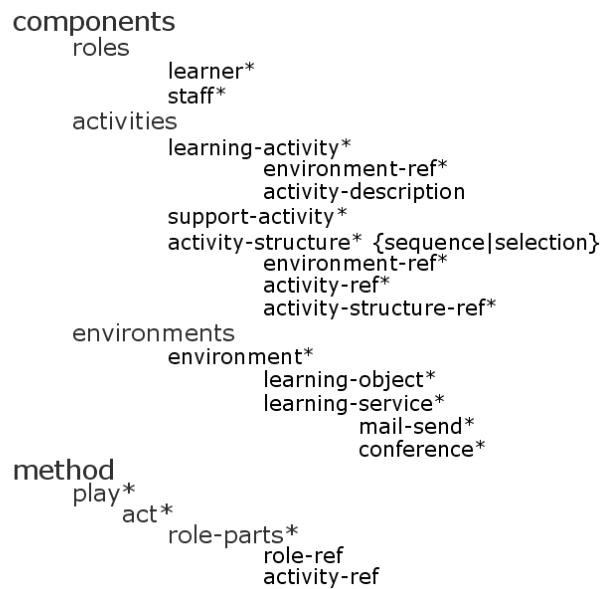 components
roles
learner*
staff*
activities
learning-activity*
environment-ref*
activity-description
support-activity*
activity-structure* {sequence|selection}
environment-ref*
activity-ref*
activity-structure-ref*
environments
environment*
learning-object*
learning-service*
mail-send*
conference*
method
play*
act*
role-parts*
role-ref
activity-ref